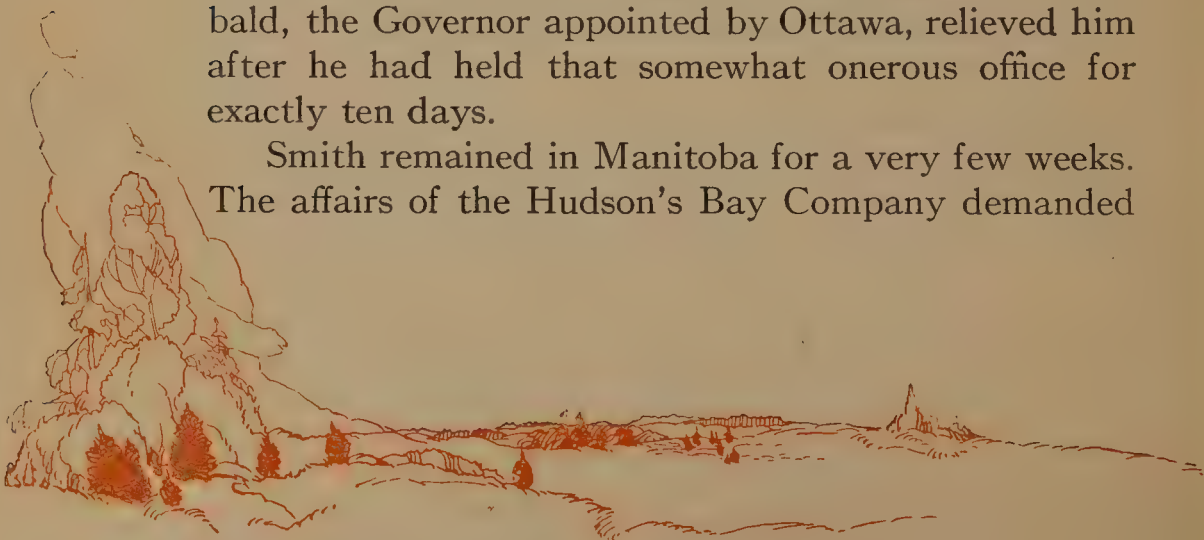 bald, the Governor appointed by Ottawa, relieved him
after he had held that somewhat onerous office for
exactly ten days.
Smith remained in Manitoba for a very few weeks.
The affairs of the Hudson's Bay Company demanded